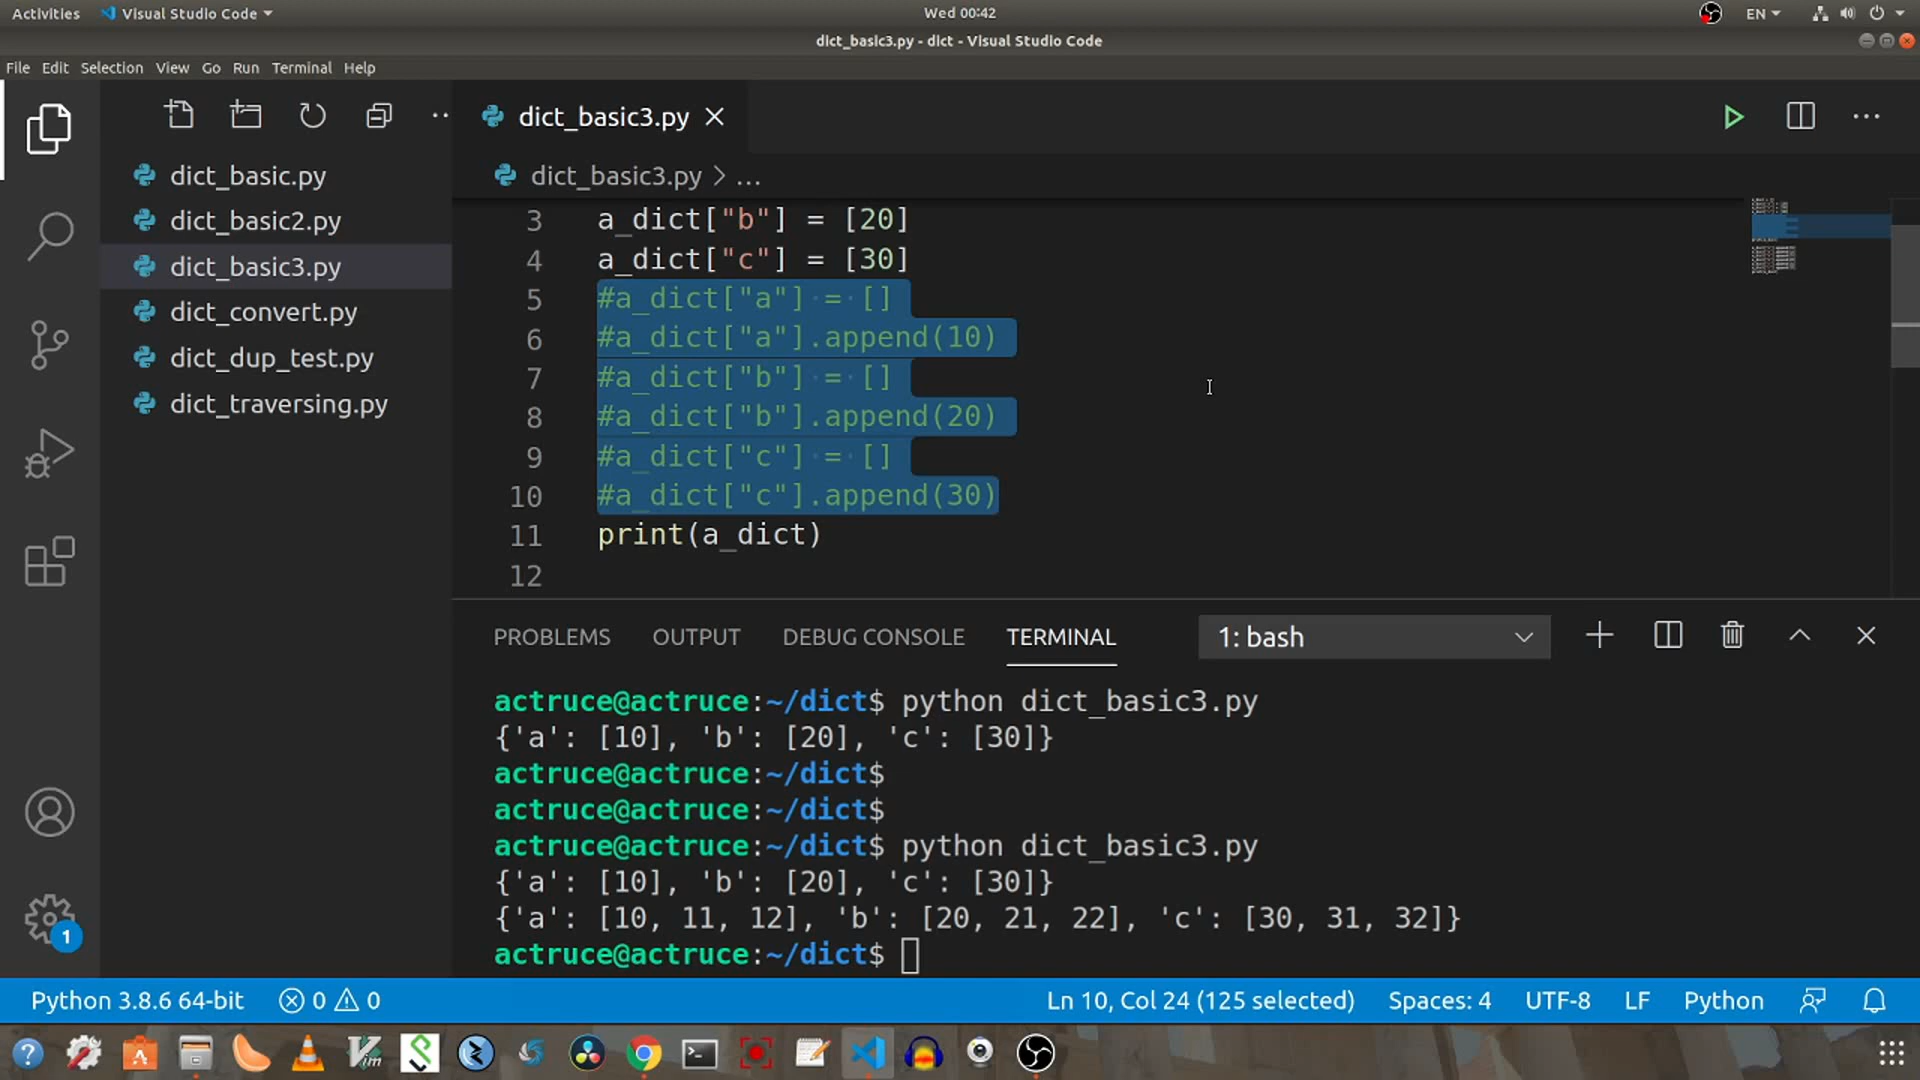 Activities Visual Studio Code Wed 00:42 EN
dict_basic3.py - dict - Visual Studio Code
File Edit Selection View Go Run Terminal Help
dict_basic3.py
dict_basic.py
dict_basic2.py
dict_basic3.py
dict_convert.py
dict_dup_test.py
dict_traversing.py
dict_basic3.py > ...
3 a_dict["b"] = [20]
4 a_dict["c"] = [30]
5 #a_dict["a"] = []
6 #a_dict["a"].append(10)
7 #a_dict["b"] = []
8 #a_dict["b"].append(20)
9 #a_dict["c"] = []
10 #a_dict["c"].append(30)
11 print(a_dict)
12
PROBLEMS OUTPUT DEBUG CONSOLE TERMINAL 1: bash
actruce@actruce:~/dict$ python dict_basic3.py
{'a': [10], 'b': [20], 'c': [30]}
actruce@actruce:~/dict$
actruce@actruce:~/dict$
actruce@actruce:~/dict$ python dict_basic3.py
{'a': [10], 'b': [20], 'c': [30]}
{'a': [10, 11, 12], 'b': [20, 21, 22], 'c': [30, 31, 32]}
actruce@actruce:~/dict$
1
Python 3.8.6 64-bit 0 0 Ln 10, Col 24 (125 selected) Spaces: 4 UTF-8 LF Python